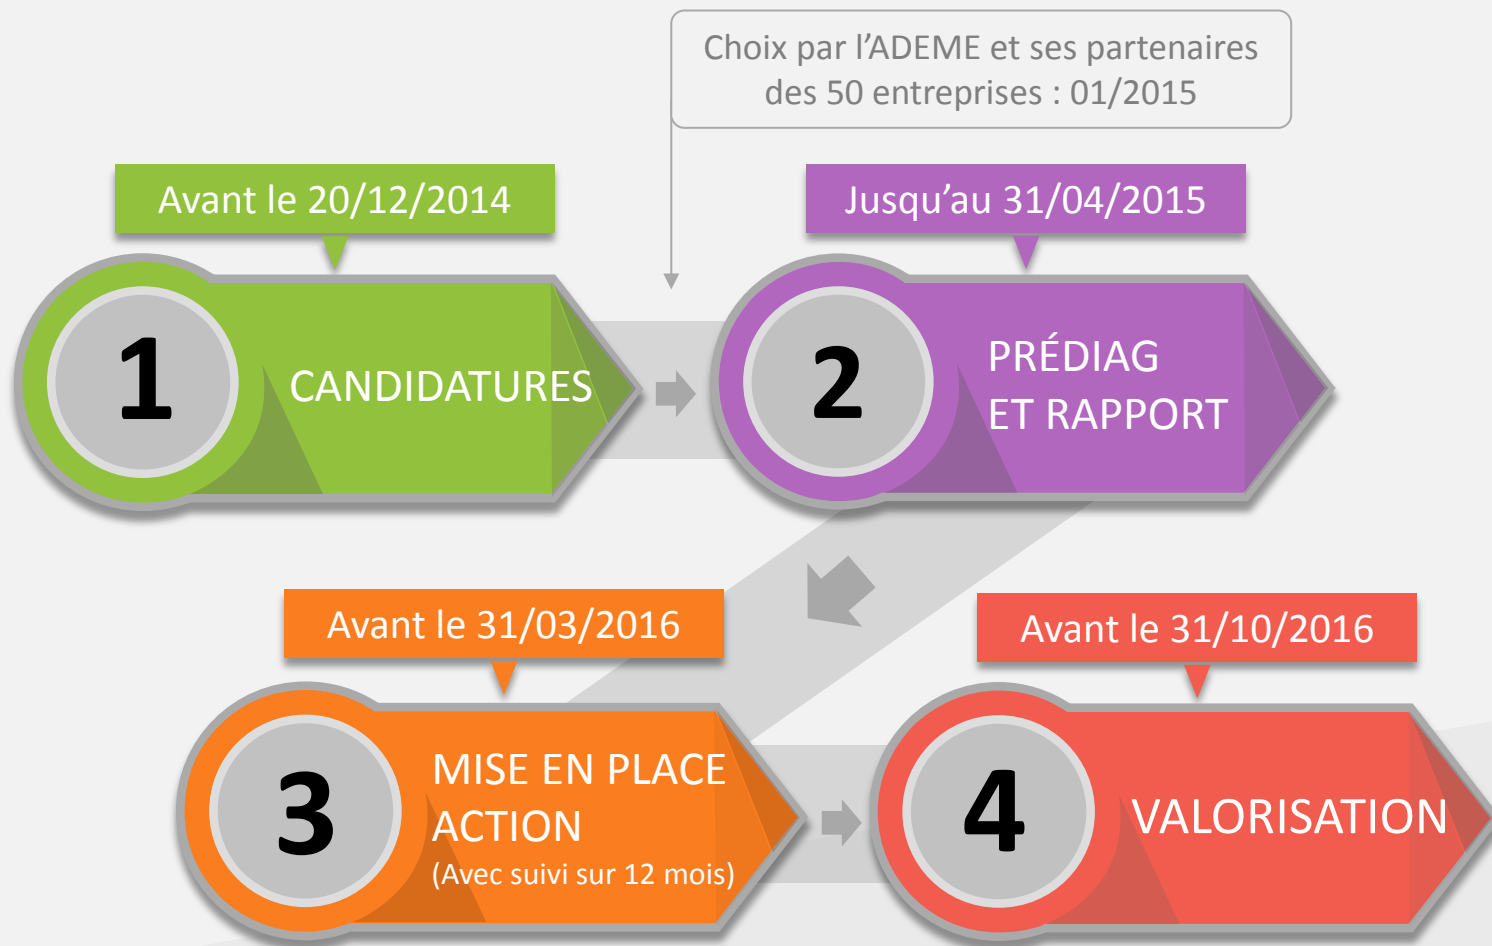 Choix par l’ADEME et ses partenaires
des 50 entreprises : 01/2015
Avant le 20/12/2014
Jusqu’au 31/04/2015
1
CANDIDATURES
2
PRÉDIAG
ET RAPPORT
Avant le 31/03/2016
Avant le 31/10/2016
3
MISE EN PLACE
ACTION
(Avec suivi sur 12 mois)
4
VALORISATION